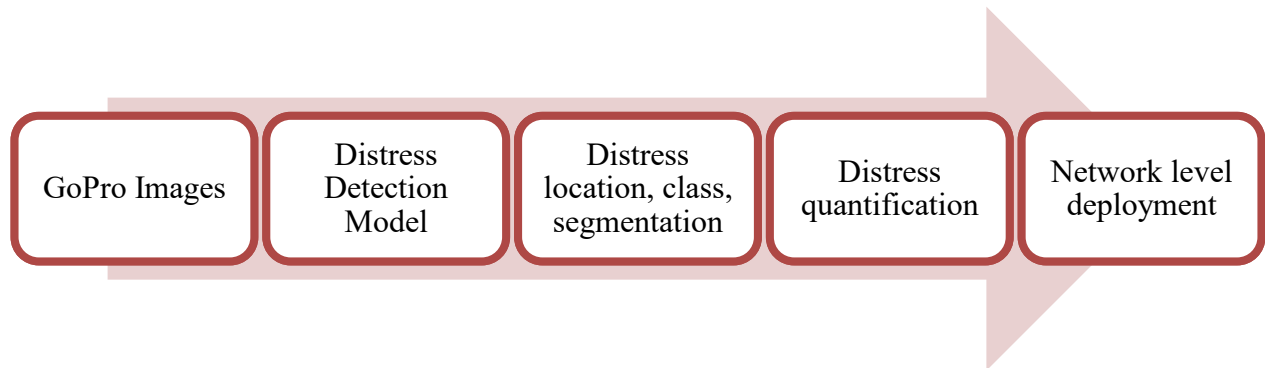 GoPro Images
Distress
Detection
Model
Distress
location, class,
segmentation
Distress
quantification
Network level
deployment